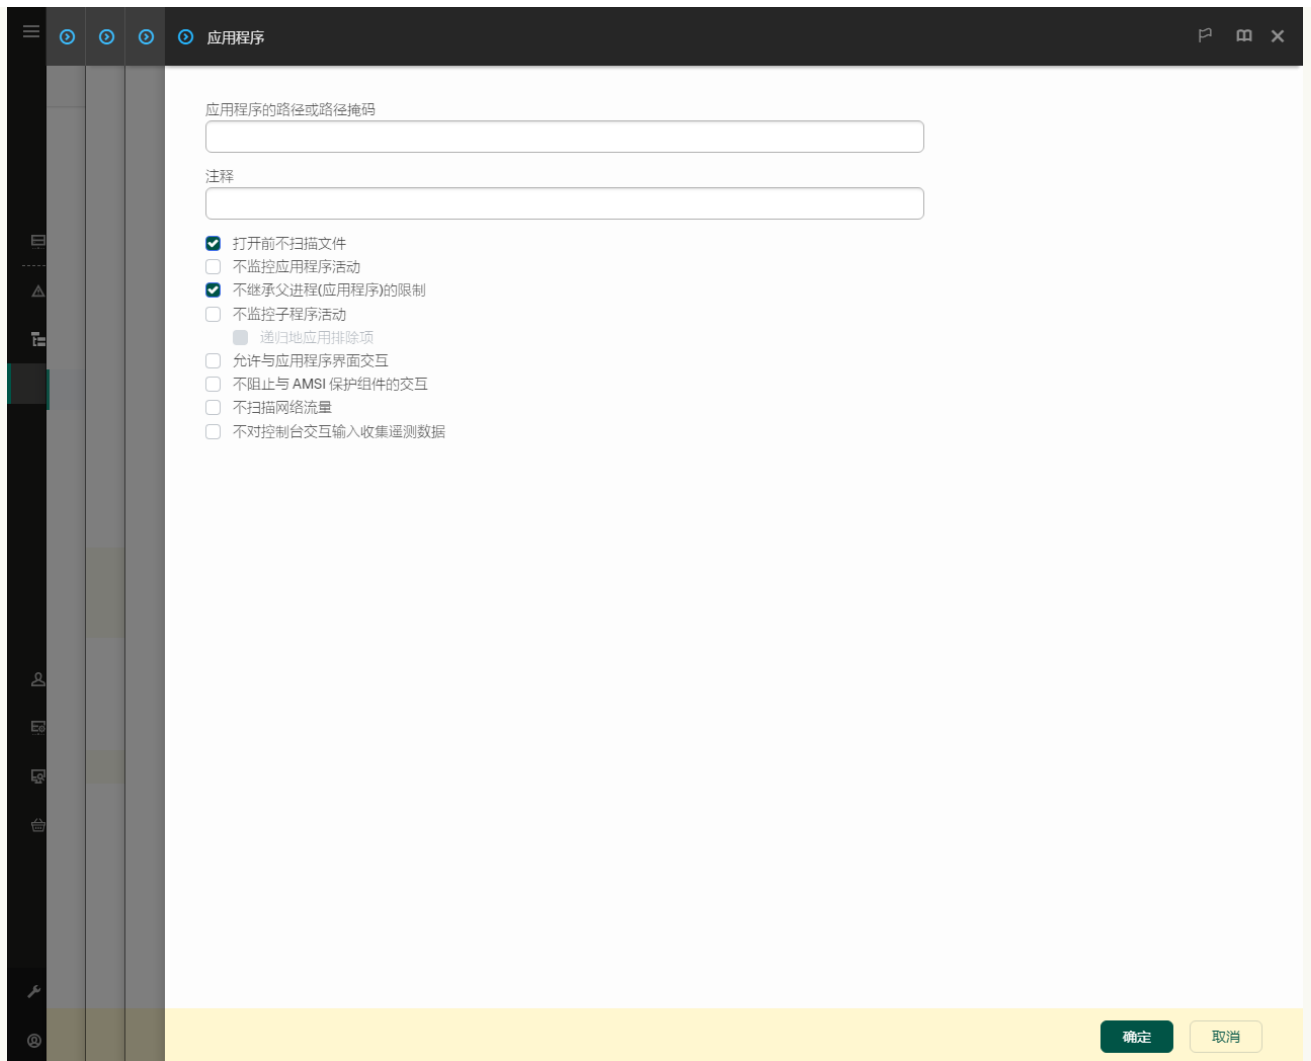 应用程序
应用程序的路径或路径掩码
注释
打开前不扫描文件
不监控应用程序活动
不继承父进程(应用程序)的限制
不监控子程序活动
递归地应用排除项
允许与应用程序界面交互
不阻止与 AMSI 保护组件的交互
不扫描网络流量
不对控制台交互输入收集遥测数据
确定
取消